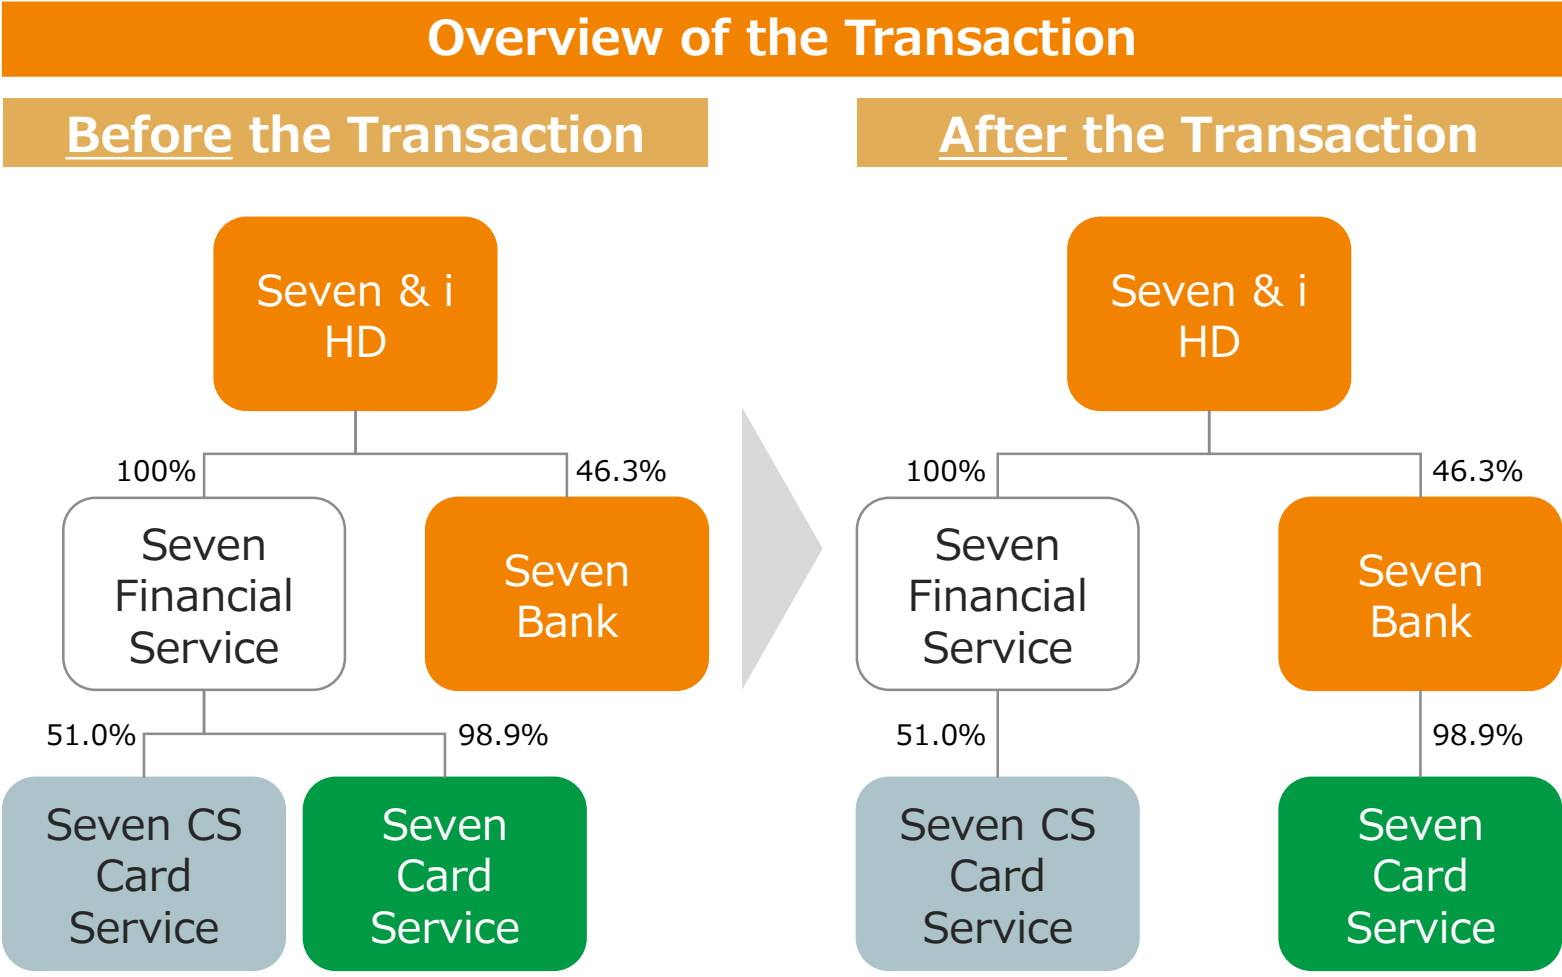 Overview of the Transaction
Before the Transaction
Seven & i
HD
100%
46.3%
Seven
Financial
Service
Seven
Bank
51.0%
98.9%
Seven CS
Card
Service
Seven
Card
Service
After the Transaction
Seven & i
HD
100%
46.3%
Seven
Financial
Service
Seven
Bank
51.0%
98.9%
Seven CS
Card
Service
Seven
Card
Service